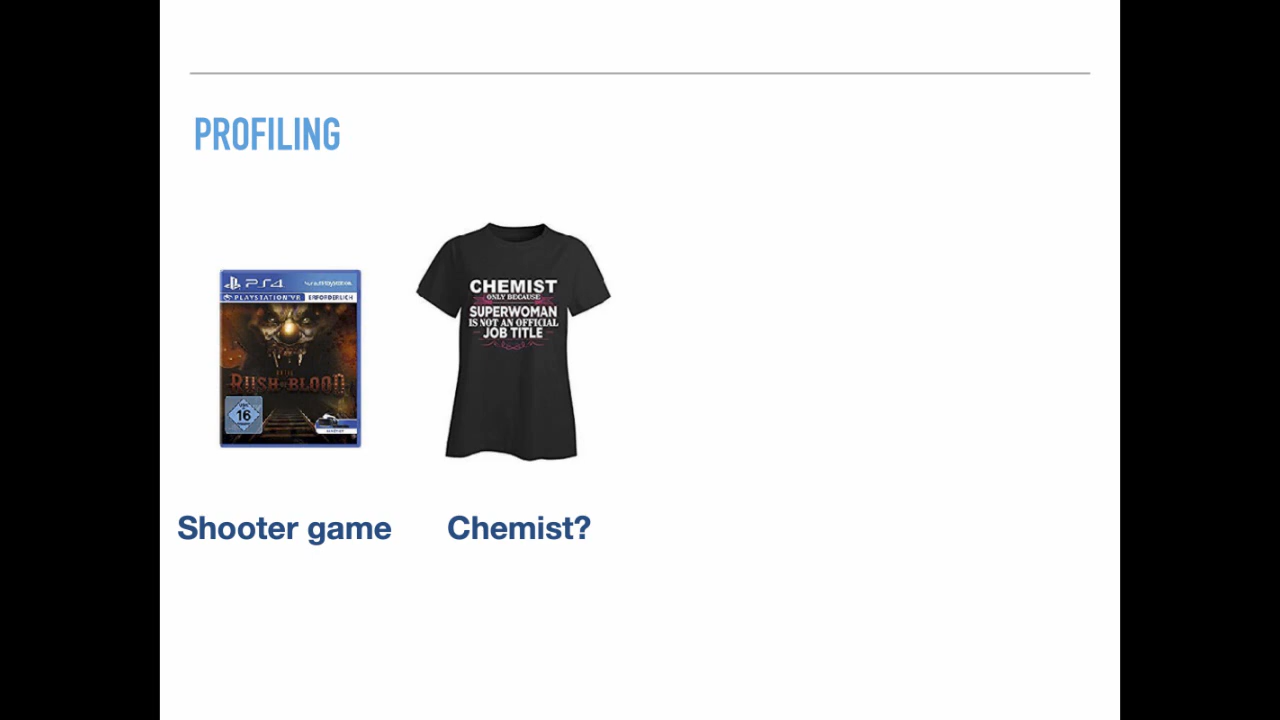 PROFILING
PS4
PLAYSTATION VR ERFORDERLICH
RUSH OF BLOOD
16
CHEMIST
ONLY BECAUSE
SUPERWOMAN
IS NOT AN OFFICIAL
JOB TITLE
Shooter game
Chemist?